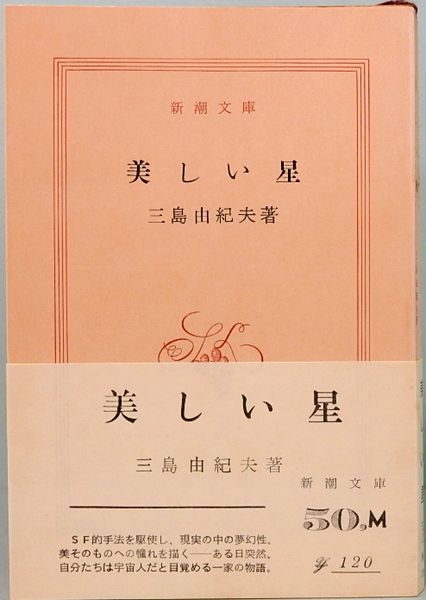 新潮文庫
美しい星
三島由紀夫著
美しい星
三島由紀夫著
新潮文庫
50.M
¥ 120
SF的手法を駆使し、現実の中の夢幻性、
美そのものへの憧れを描く──ある日突然、
自分たちは宇宙人だと目覚める一家の物語。